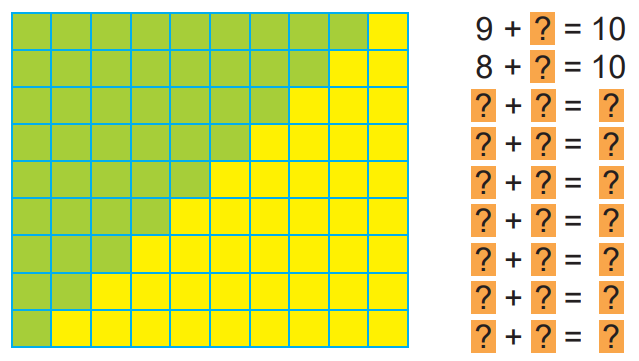 9 + ? = 10
8 + ? = 10
? + ? = ?
? + ? = ?
? + ? = ?
? + ? = ?
? + ? = ?
? + ? = ?
? + ? = ?